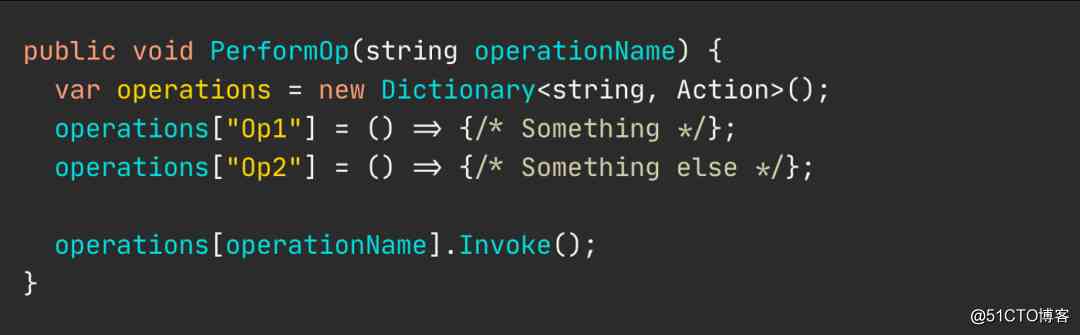 public void PerformOp(string operationName) {
  var operations = new Dictionary<string, Action>();
  operations["Op1"] = () => {/* Something */};
  operations["Op2"] = () => {/* Something else */};

  operations[operationName].Invoke();
}
@51CTO博客